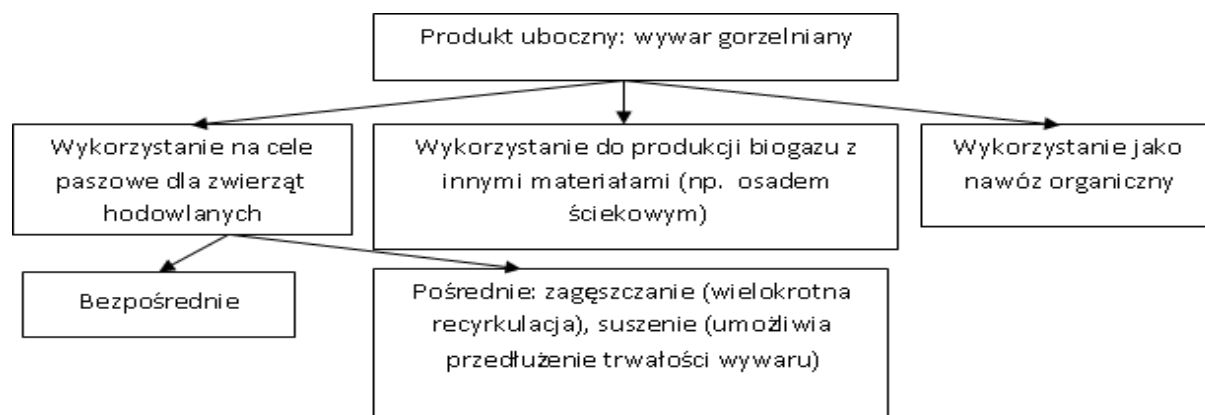 Produkt uboczny: wywar gorzelniany
Wykorzystanie na cele
paszowe dla zwierząt
hodowlanych
Wykorzystanie do produkcji biogazu z
innymi materiałami (np. osadem
ściekowym)
Wykorzystanie jako
nawóz organiczny
Bezpośrednie
Pośrednie: zagęszczanie (wielokrotna
recyrkulacja), suszenie (umożliwia
przedłużenie trwałości wywaru)